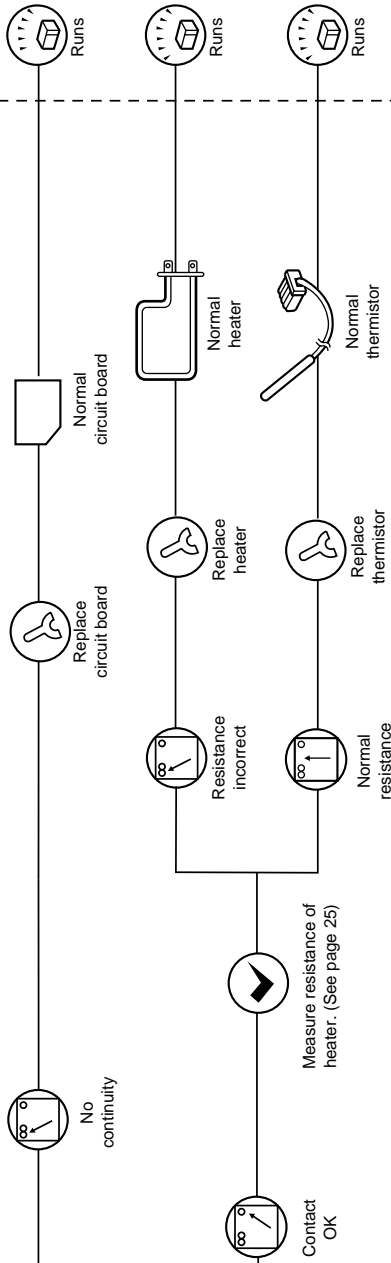 No
continuity
Replace
circuit board
Normal
circuit board
Runs
Contact
OK
Measure resistance of
heater. (See page 25)
Resistance
incorrect
Replace
heater
Normal
heater
Runs
Normal
resistance
Replace
thermistor
Normal
thermistor
Runs